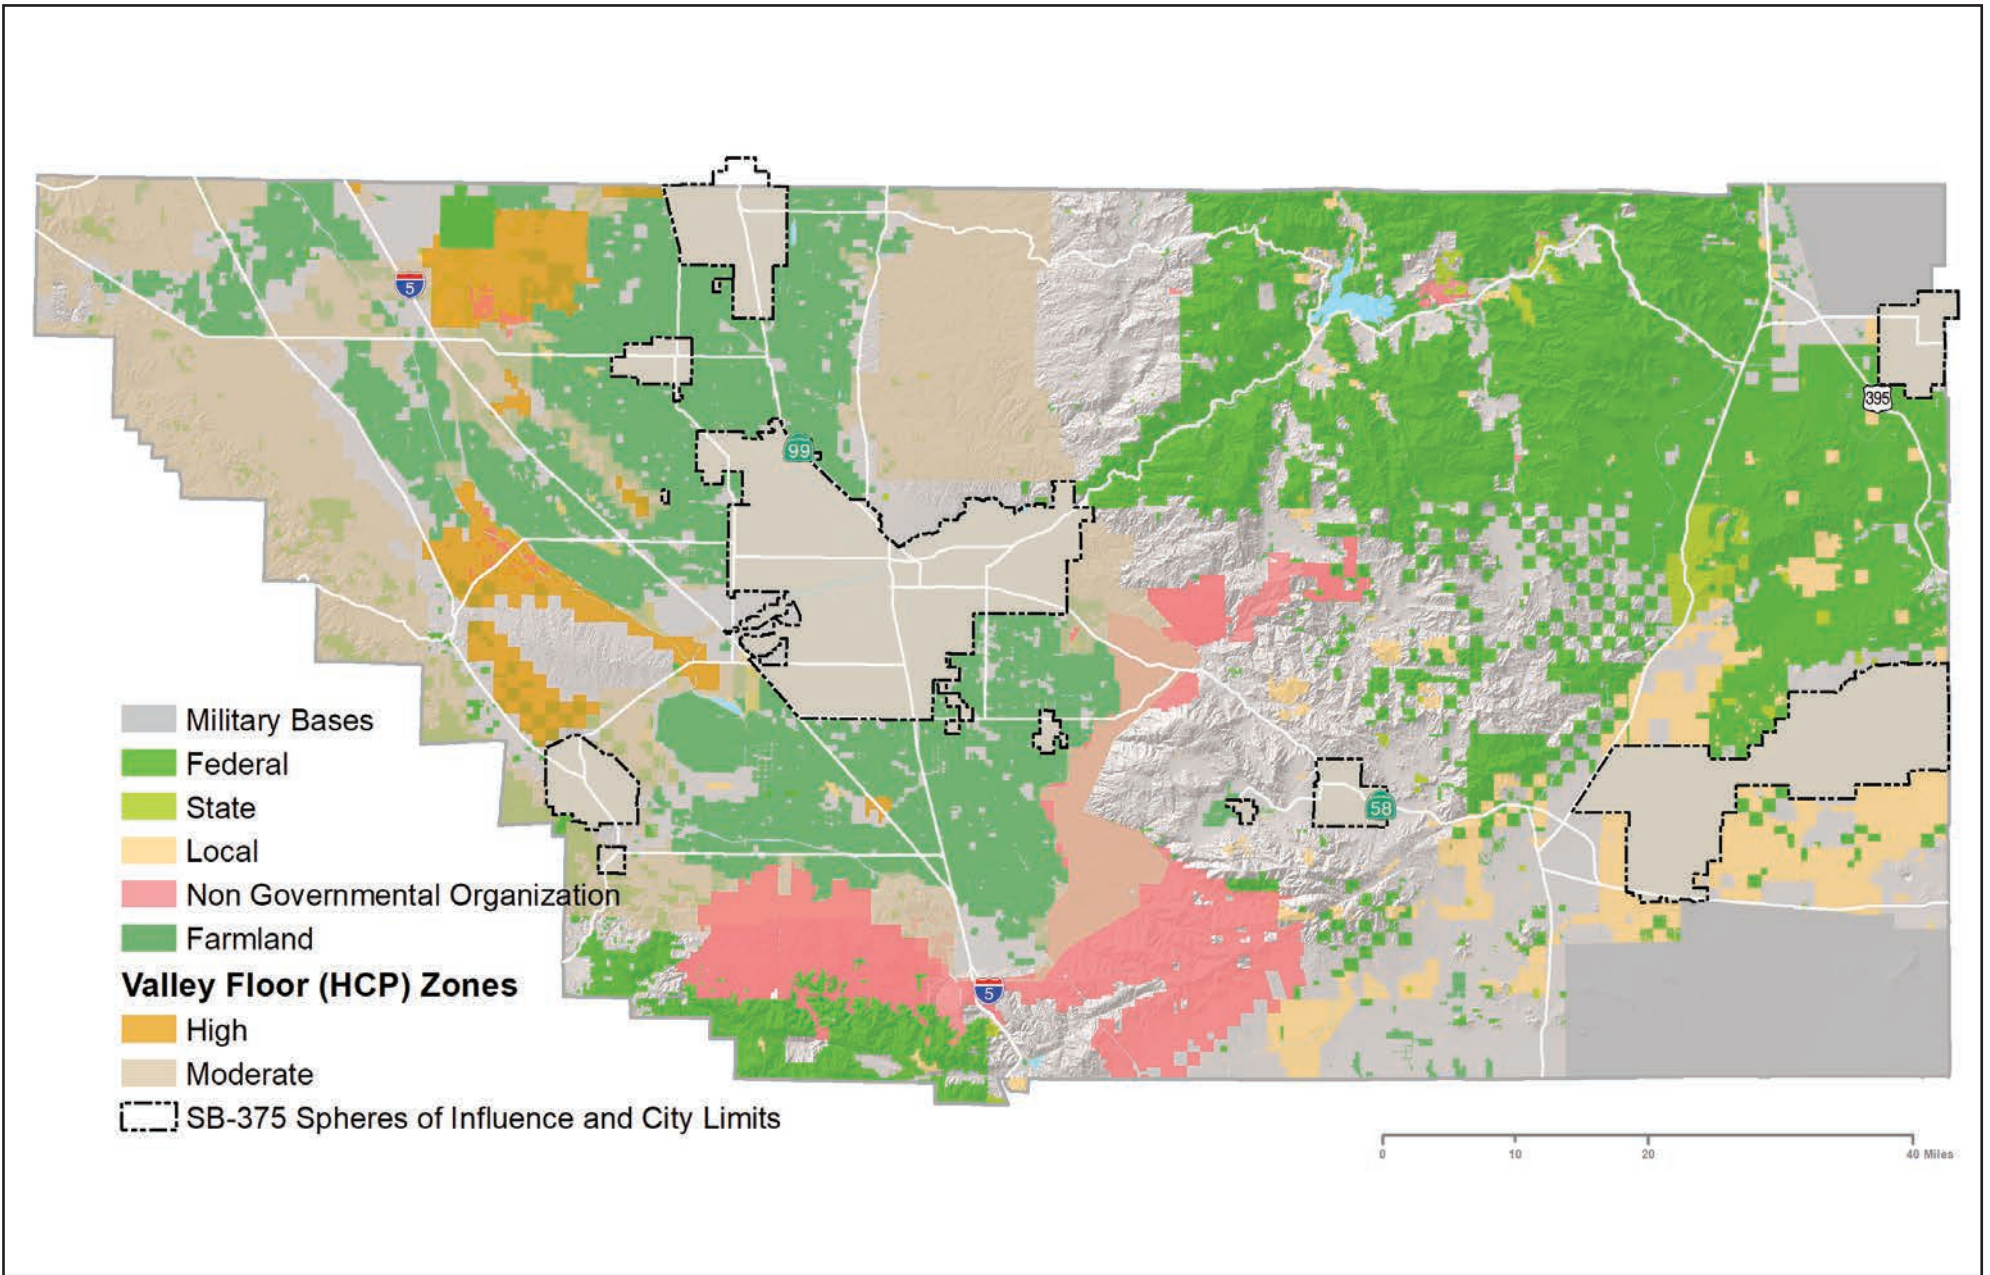 5
99
395
58
5
Military Bases
Federal
State
Local
Non Governmental Organization
Farmland
Valley Floor (HCP) Zones
High
Moderate
SB-375 Spheres of Influence and City Limits
0 10 20 40 Miles